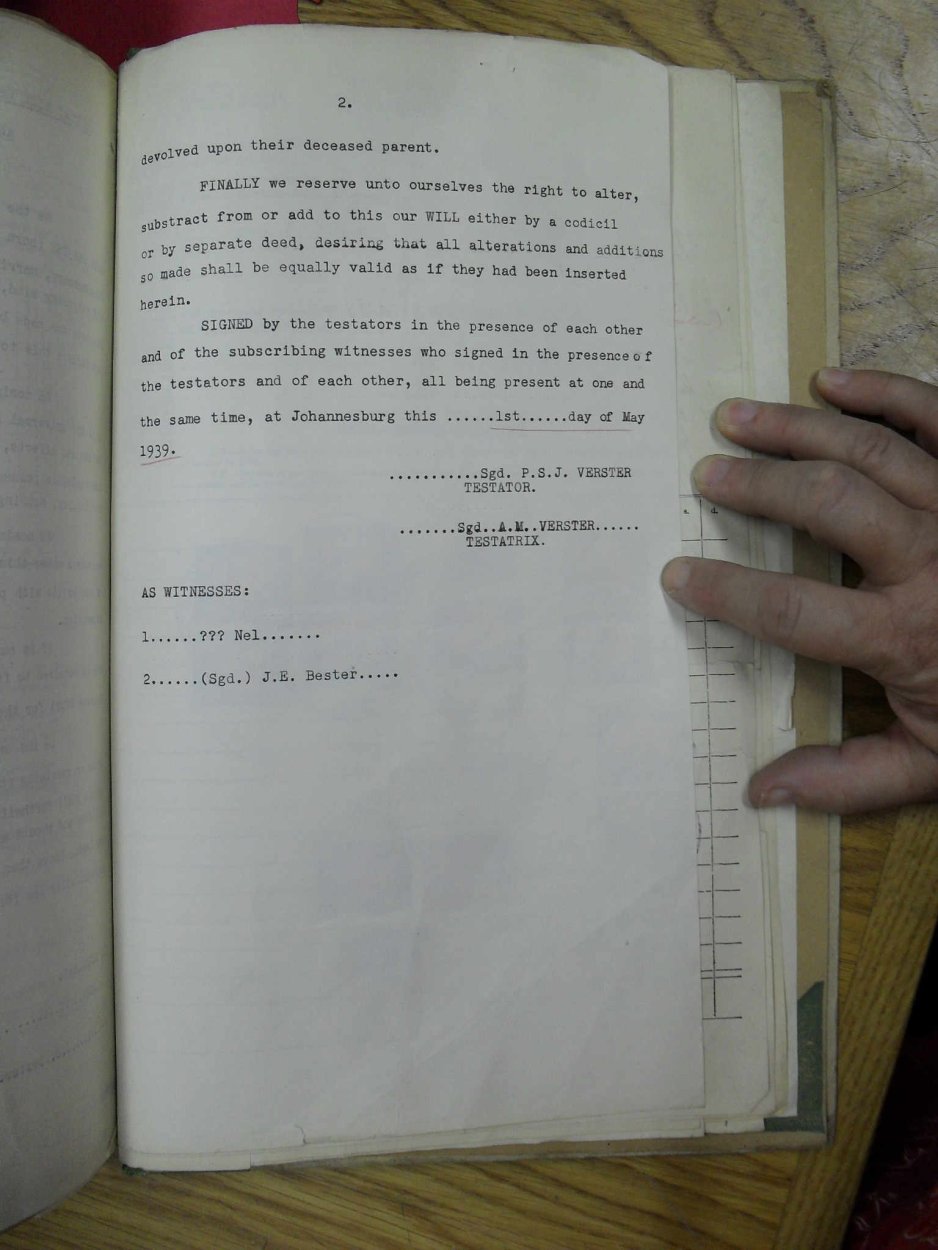 2.
devolved upon their deceased parent.
FINALLY we reserve unto ourselves the right to alter,
substract from or add to this our WILL either by a codicil
or by separate deed, desiring that all alterations and additions
so made shall be equally valid as if they had been inserted
herein.
SIGNED by the testators in the presence of each other
and of the subscribing witnesses who signed in the presence of
the testators and of each other, all being present at one and
the same time, at Johannesburg this ......1st......day of May
1939.
...........Sgd. P.S.J. VERSTER
TESTATOR.
.......Sgd..A.M..VERSTER......
TESTATRIX.
AS WITNESSES:
1......??? Nel.......
2......(Sgd.) J.E. Bester.....